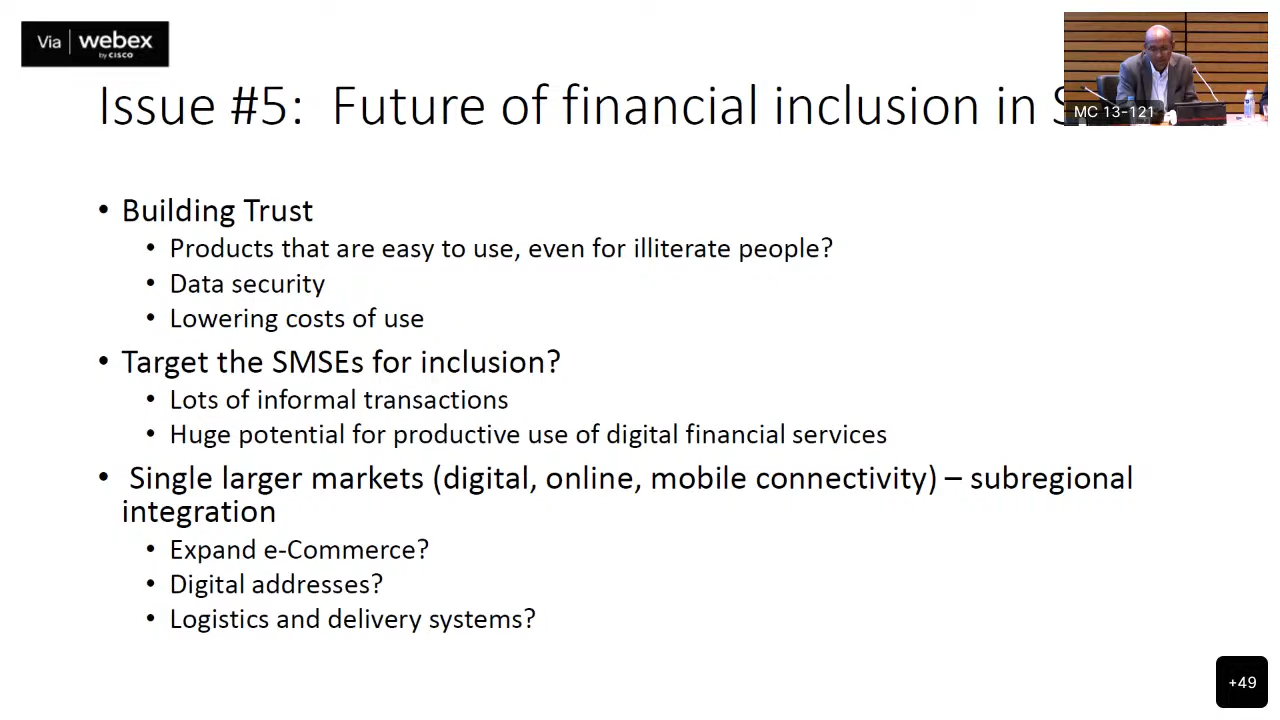 Via webex
by CISCO
Issue #5: Future of financial inclusion in
MC 13-121
• Building Trust
• Products that are easy to use, even for illiterate people?
• Data security
• Lowering costs of use
• Target the SMSEs for inclusion?
• Lots of informal transactions
• Huge potential for productive use of digital financial services
• Single larger markets (digital, online, mobile connectivity) – subregional
integration
• Expand e-Commerce?
• Digital addresses?
• Logistics and delivery systems?
+49